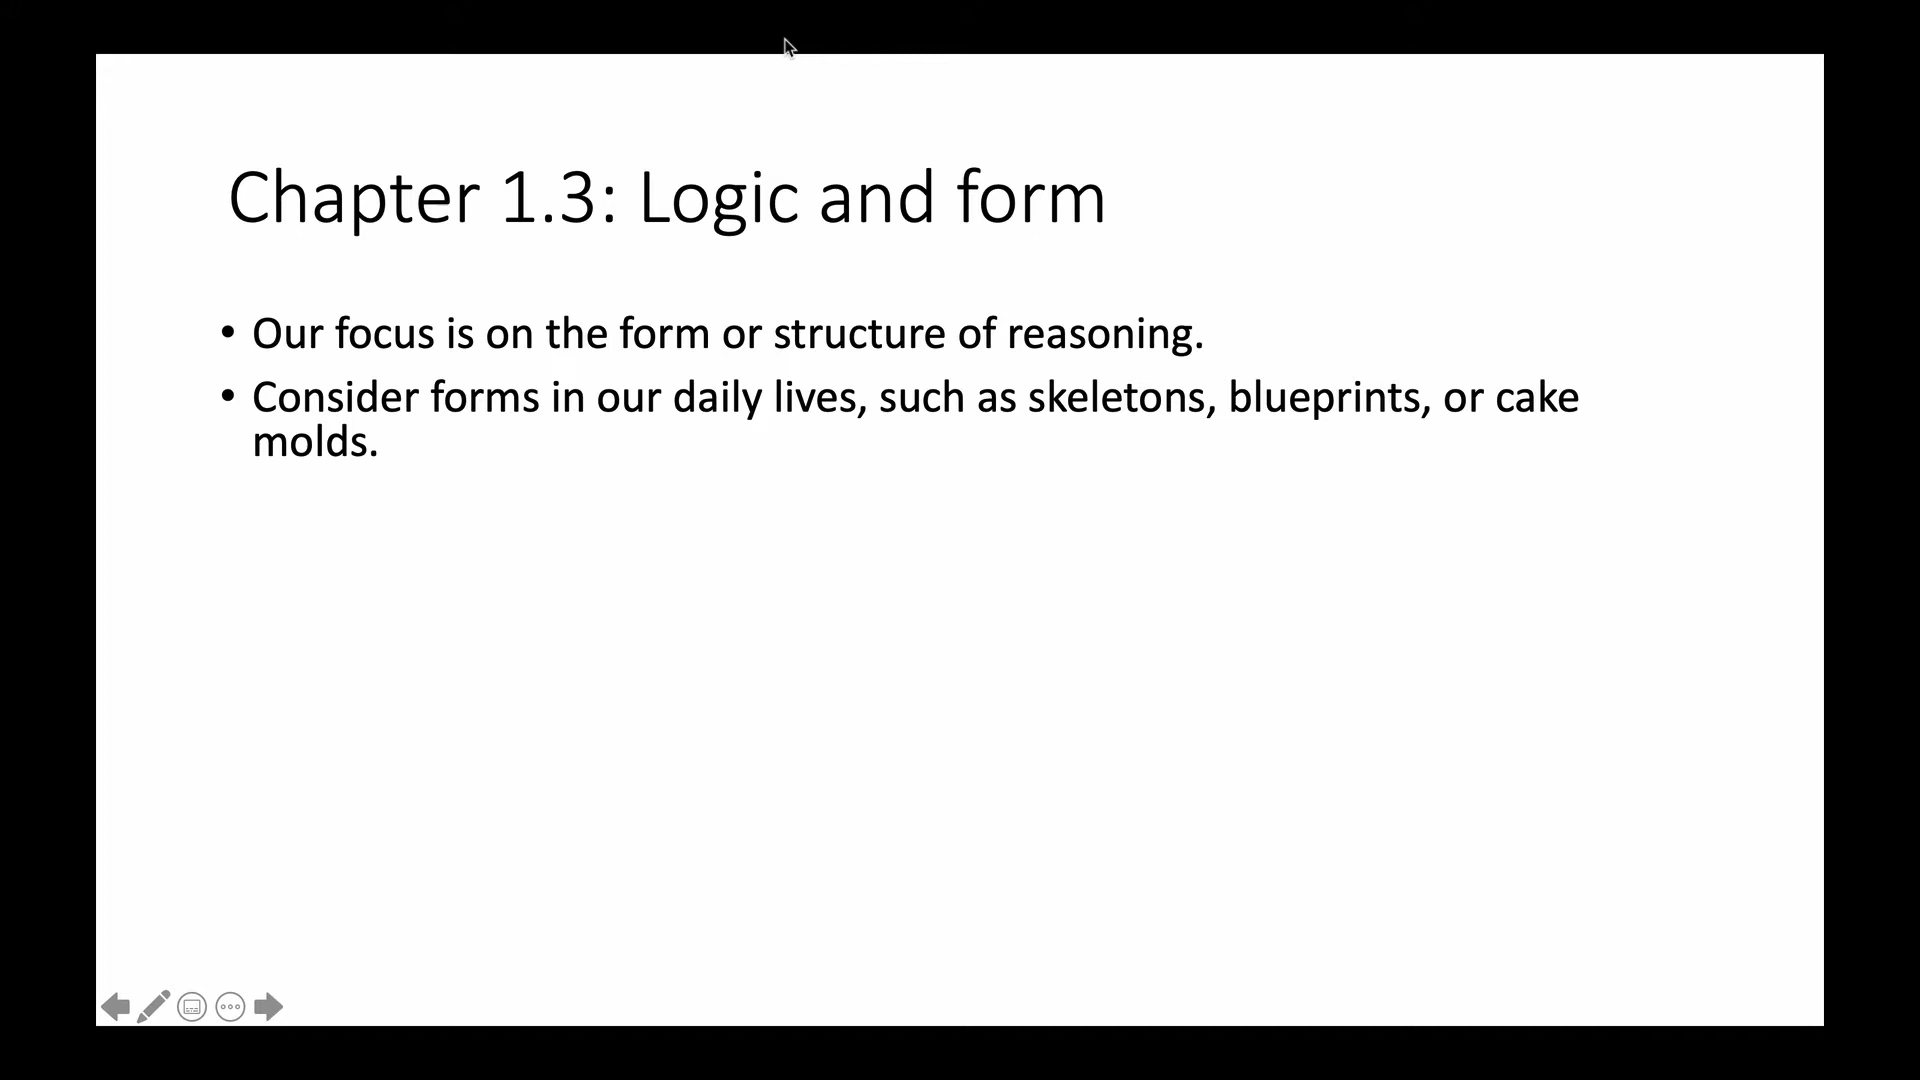 Chapter 1.3: Logic and form
• Our focus is on the form or structure of reasoning.
• Consider forms in our daily lives, such as skeletons, blueprints, or cake
molds.